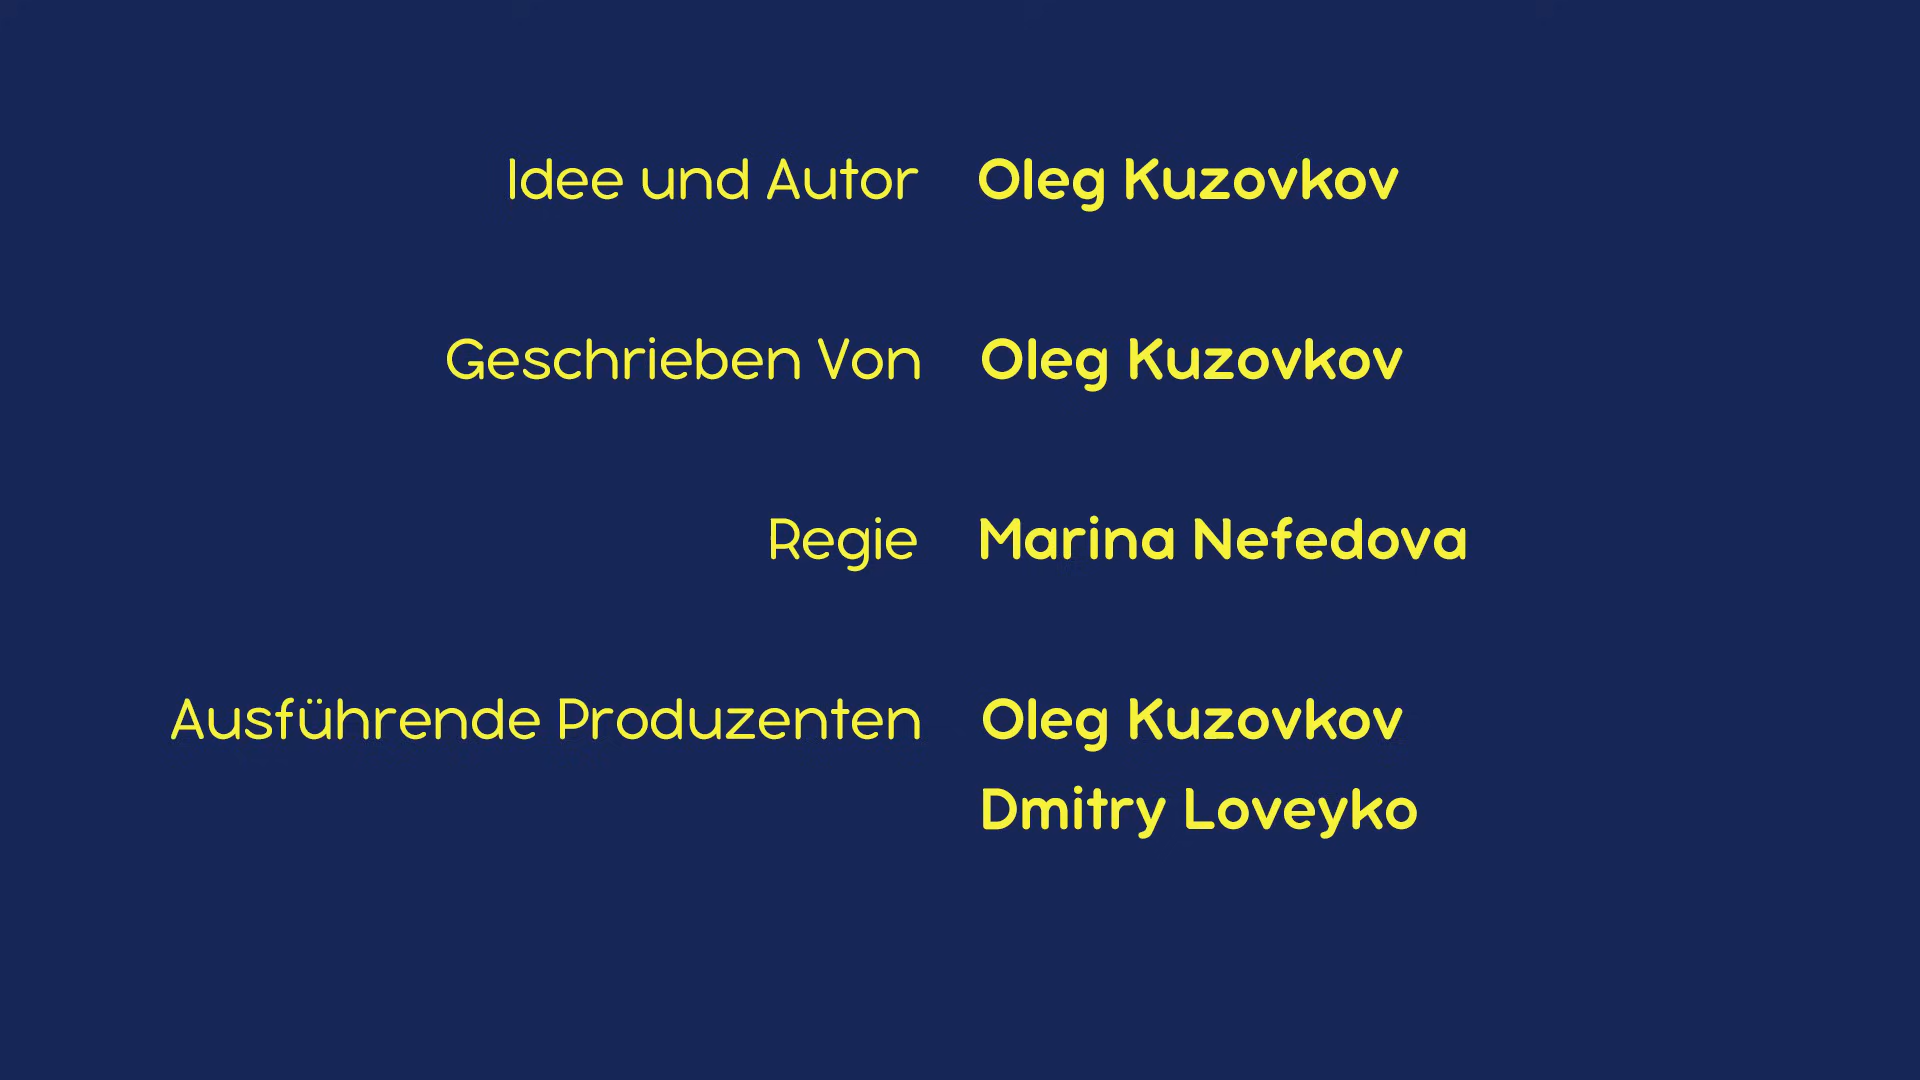 Idee und Autor Oleg Kuzovkov
Geschrieben Von Oleg Kuzovkov
Regie Marina Nefedova
Ausführende Produzenten Oleg Kuzovkov
Dmitry Loveyko